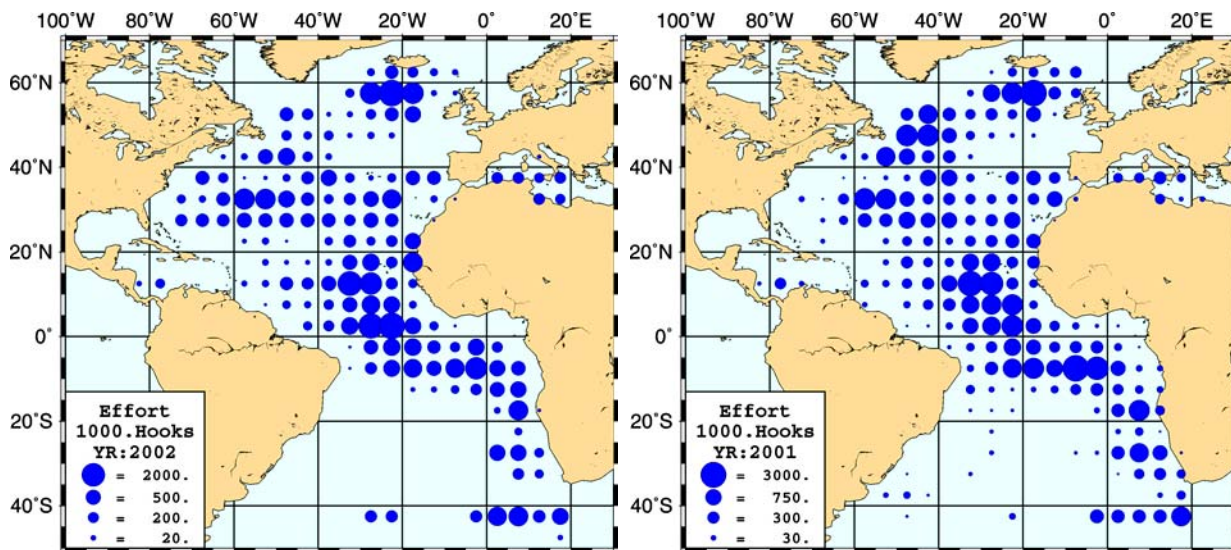 100°W 80°W 60°W 40°W 20°W 0° 20°E
60°N
40°N
20°N
0°
20°S
40°S
Effort
1000.Hooks
YR:2002
= 2000.
= 500.
= 200.
= 20.
100°W 80°W 60°W 40°W 20°W 0° 20°E
60°N
40°N
20°N
0°
20°S
40°S
Effort
1000.Hooks
YR:2001
= 3000.
= 750.
= 300.
= 30.